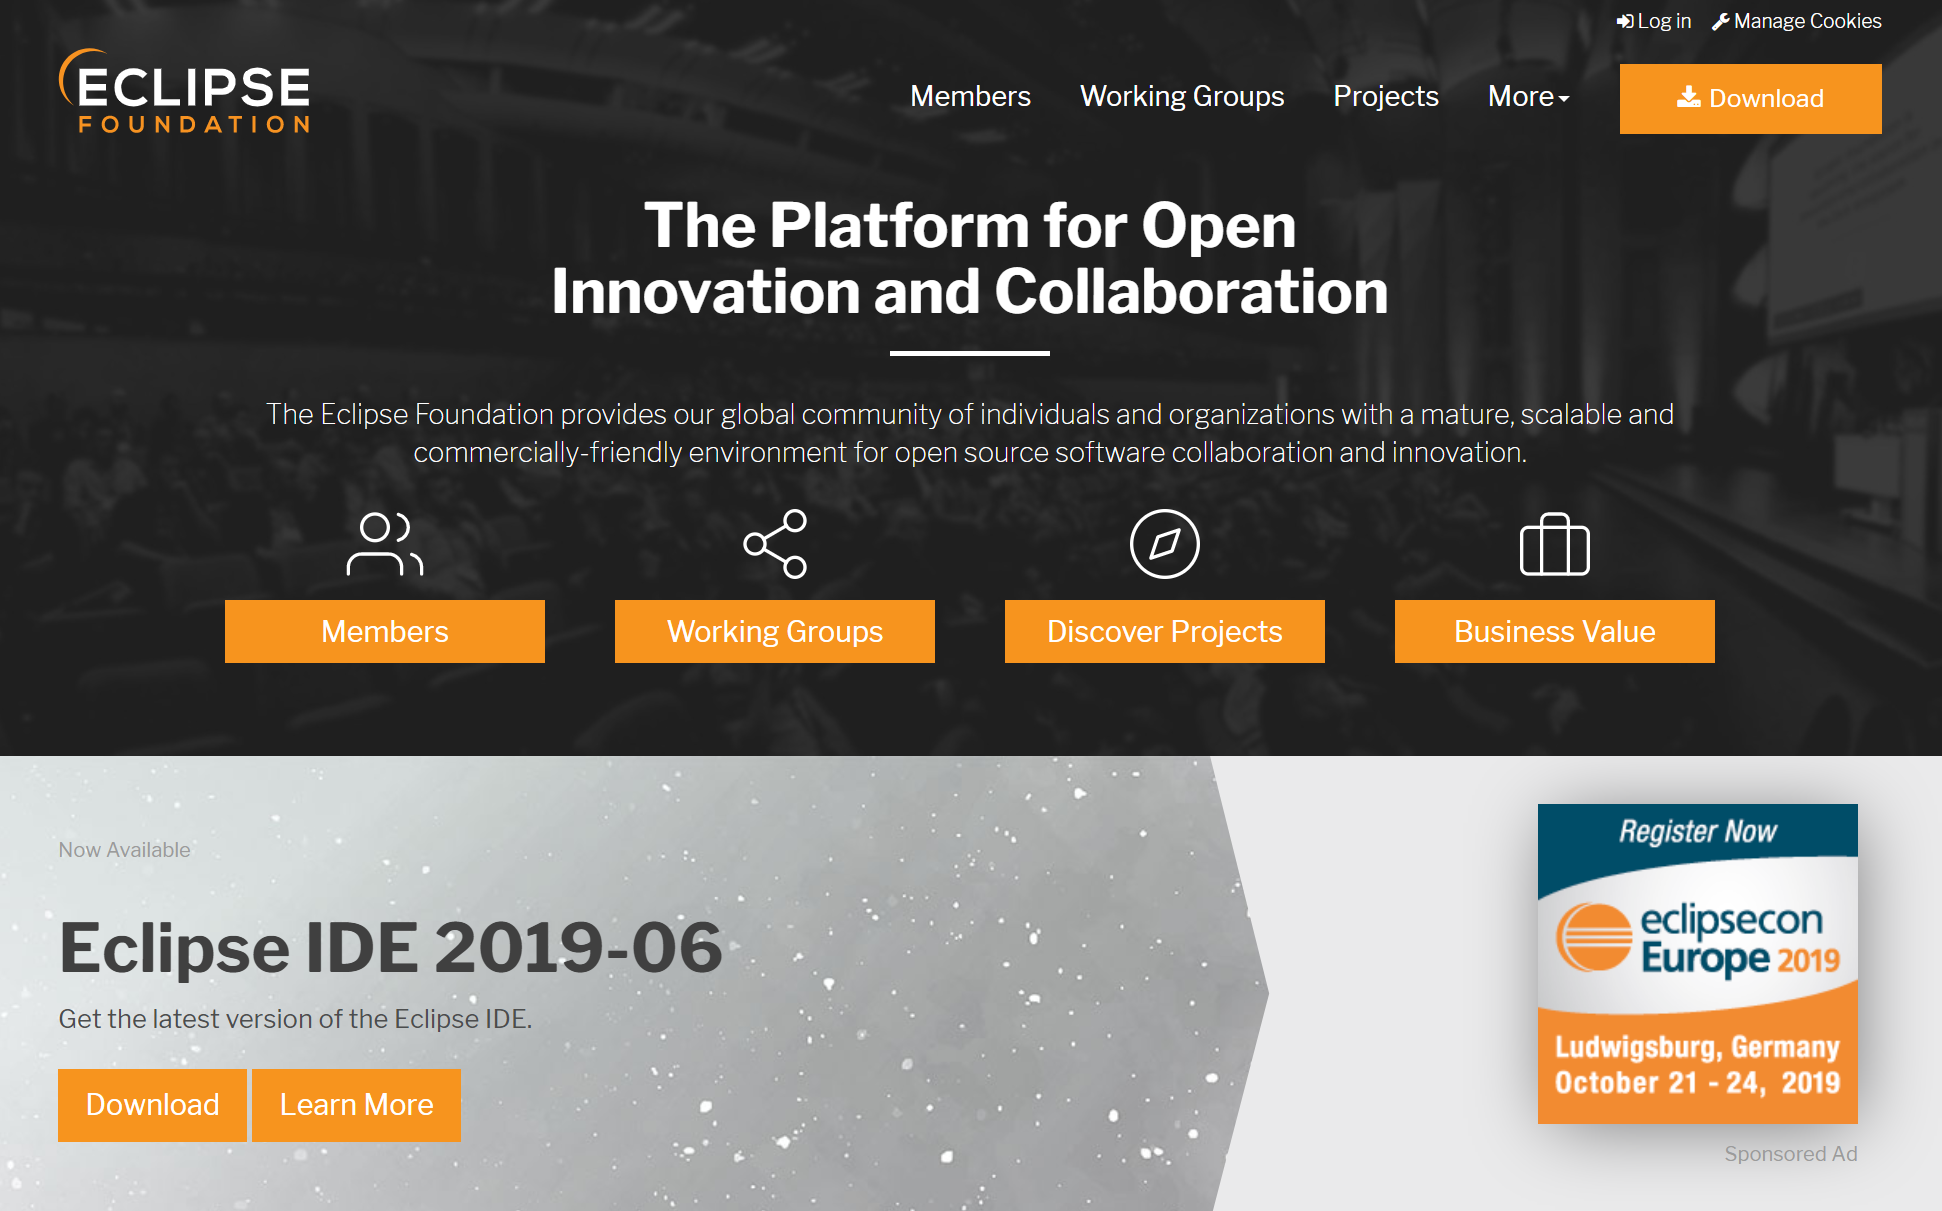 Log in Manage Cookies
ECLIPSE
FOUNDATION
Members Working Groups Projects More Download
The Platform for Open
Innovation and Collaboration
The Eclipse Foundation provides our global community of individuals and organizations with a mature, scalable and
commercially-friendly environment for open source software collaboration and innovation.
Members Working Groups Discover Projects Business Value
Now Available
Eclipse IDE 2019-06
Get the latest version of the Eclipse IDE.
Download Learn More
Register Now
eclipsecon
Europe 2019
Ludwigsburg, Germany
October 21 - 24, 2019
Sponsored Ad